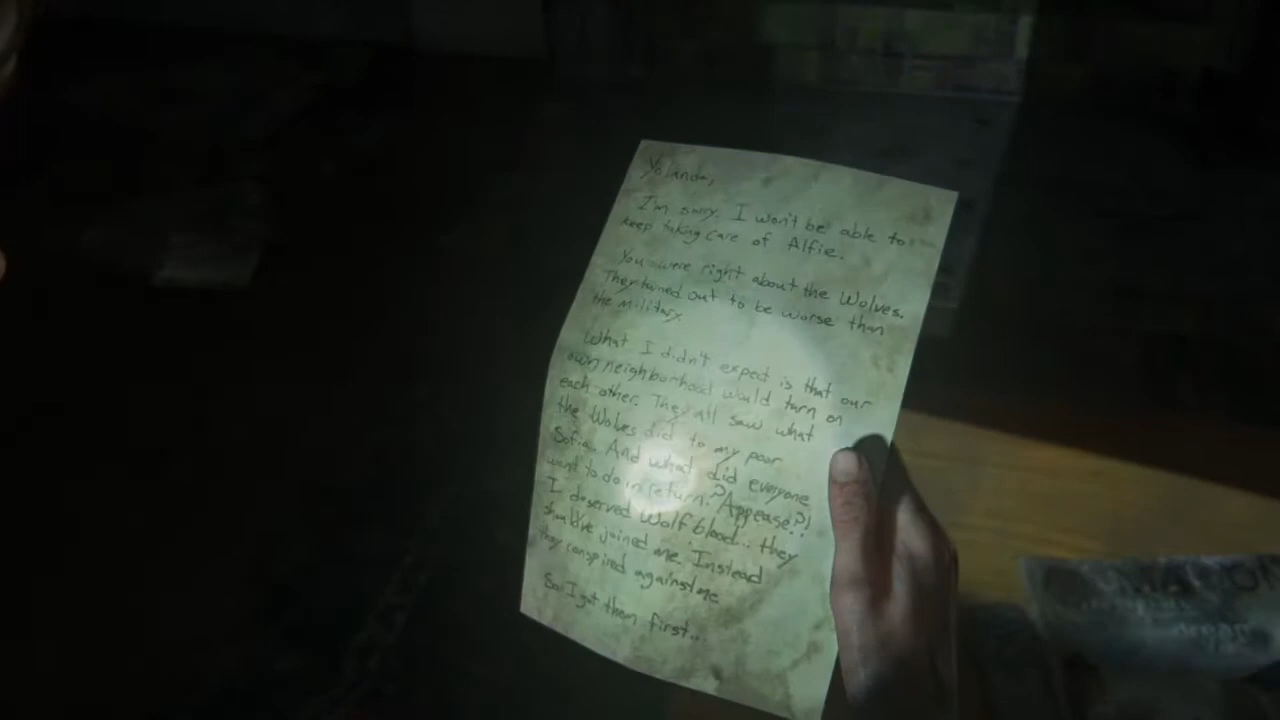 Yolanda,
I'm sorry. I won't be able to
keep taking care of Alfie.
You were right about the Wolves.
They turned out to be worse than
the military.
What I didn't expect is that our
own neighborhood would turn on
each other. They all saw what
the Wolves did to my poor
Sofia. And what did everyone
want to do in return? Appease?!
I deserved Wolf blood... they
should've joined me. Instead
they conspired against me
So I got them first...